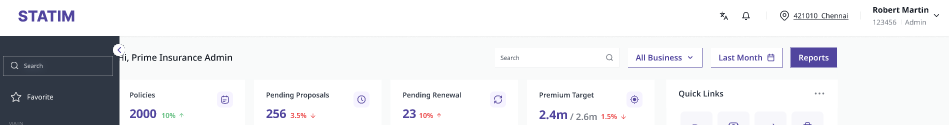 STATIM
421010 Chennai
Robert Martin
123456 · Admin
Search
Favorite
Hi, Prime Insurance Admin
Search
All Business
Last Month
Reports
Policies
2000 10% ↑
Pending Proposals
256 3.5% ↓
Pending Renewal
23 10% ↑
Premium Target
2.4m / 2.6m 1.5% ↓
Quick Links